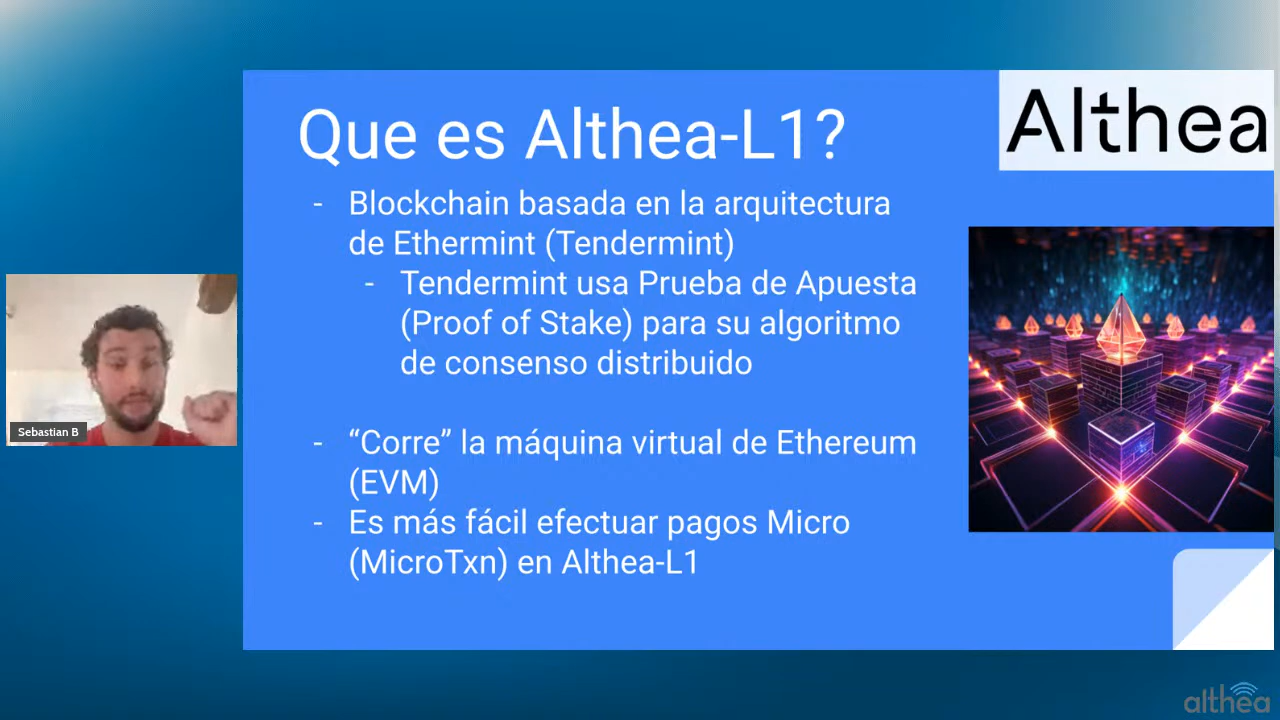 Que es Althea-L1?
Althea
- Blockchain basada en la arquitectura
de Ethermint (Tendermint)
- Tendermint usa Prueba de Apuesta
(Proof of Stake) para su algoritmo
de consenso distribuido
- “Corre” la máquina virtual de Ethereum
(EVM)
- Es más fácil efectuar pagos Micro
(MicroTxn) en Althea-L1
Sebastian B
althea